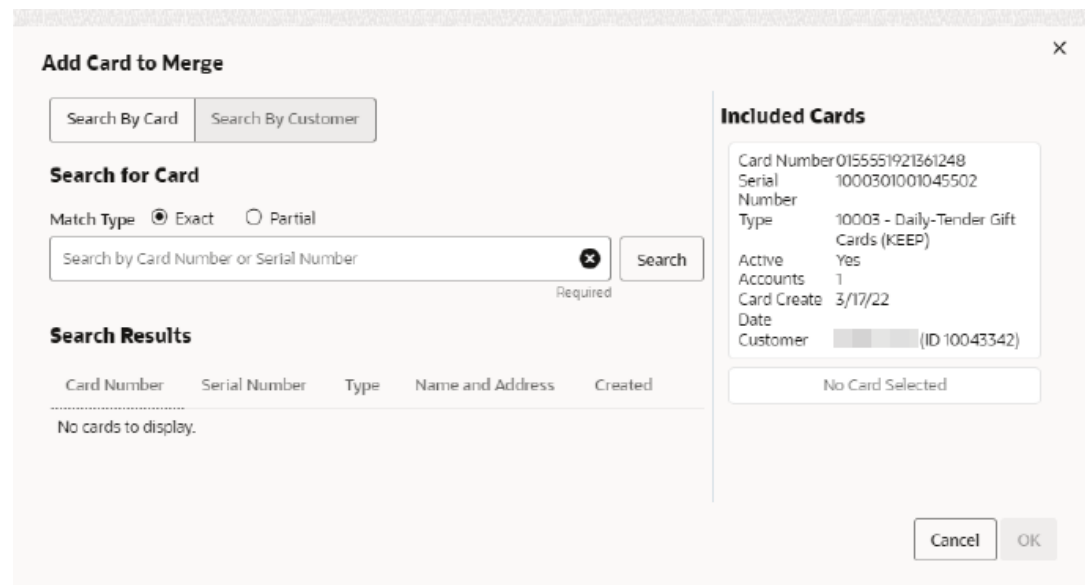 Add Card to Merge
Search By Card Search By Customer
Search for Card
Match Type Exact Partial
Search by Card Number or Serial Number Search
Required
Search Results
Card Number Serial Number Type Name and Address Created
No cards to display.
Included Cards
Card Number 0155551921361248
Serial 1000301001045502
Number
Type 10003 - Daily-Tender Gift
Cards (KEEP)
Active Yes
Accounts 1
Card Create 3/17/22
Date
Customer (ID 10043342)
No Card Selected
Cancel OK